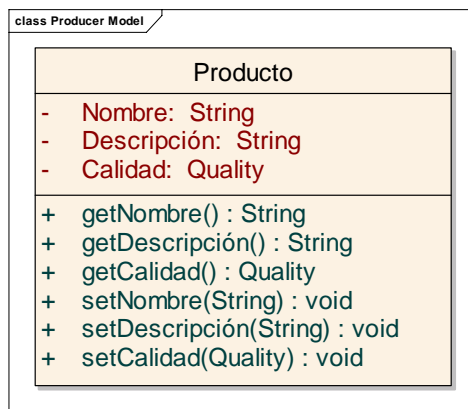 class Producer Model
Producto
- Nombre: String
- Descripción: String
- Calidad: Quality
+ getNombre() : String
+ getDescripción() : String
+ getCalidad() : Quality
+ setNombre(String) : void
+ setDescripción(String) : void
+ setCalidad(Quality) : void